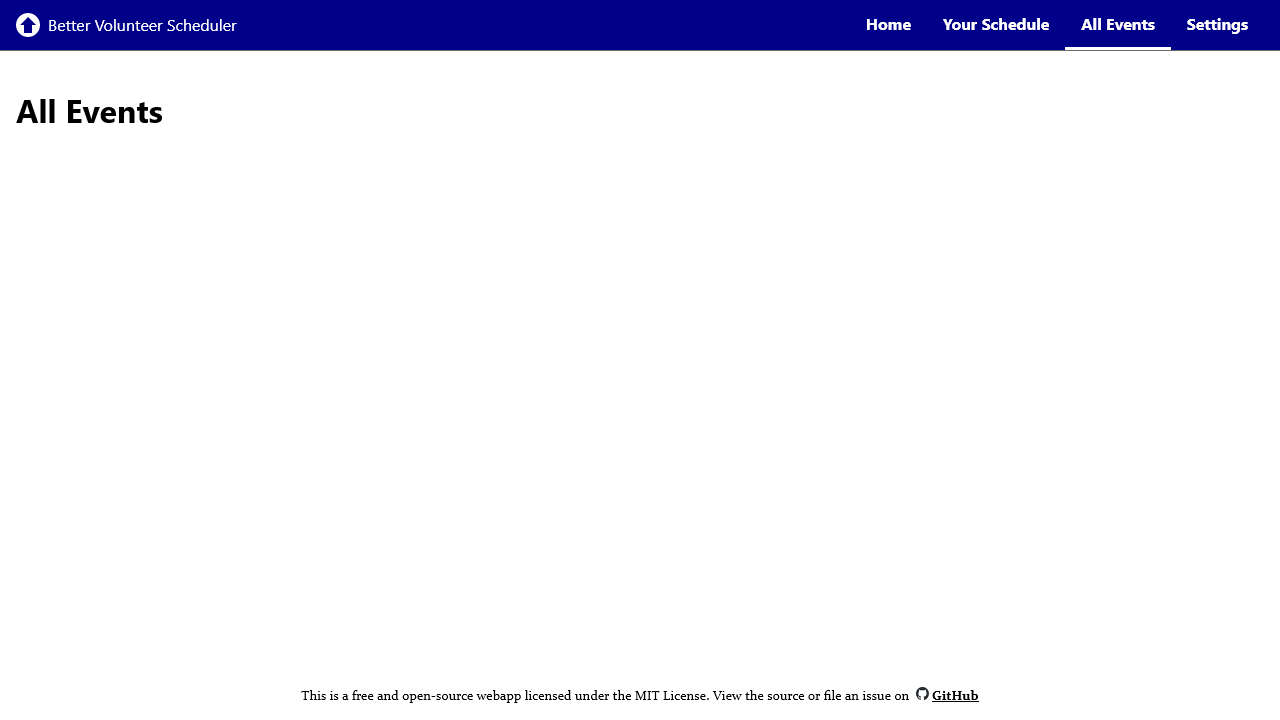 Better Volunteer Scheduler
Home Your Schedule All Events Settings
All Events
This is a free and open-source webapp licensed under the MIT License. View the source or file an issue on GitHub